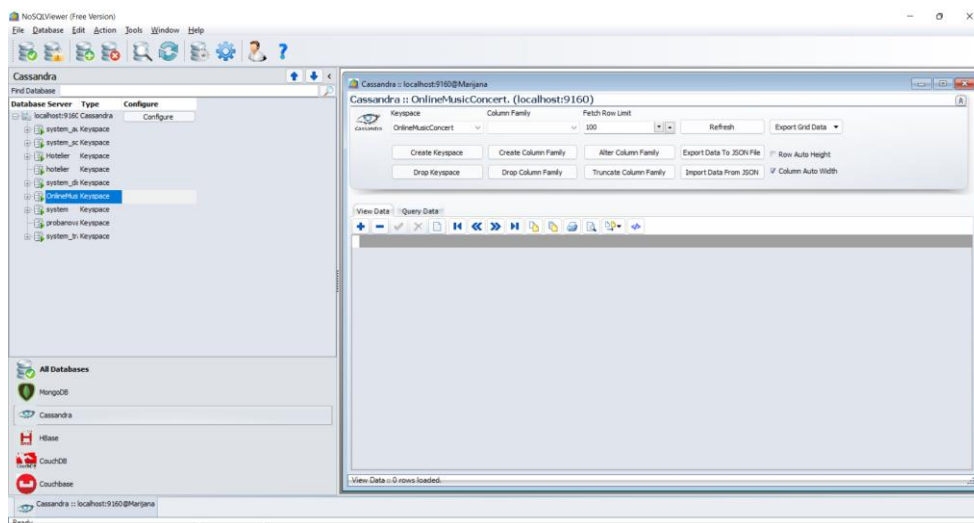 NoSQLViewer (Free Version)
File Database Edit Action Tools Window Help
Cassandra
Find Database
Database Server Type Configure
localhost:916C Cassandra Configure
system_au Keyspace
system_sc Keyspace
Hotelier Keyspace
hotelier Keyspace
system_di Keyspace
OnlineMus Keyspace
system Keyspace
probanova Keyspace
system_tr Keyspace
All Databases
MongoDB
Cassandra
HBase
CouchDB
Couchbase
Cassandra :: localhost:9160@Marijana
Cassandra :: OnlineMusicConcert. (localhost:9160)
Keyspace Column Family Fetch Row Limit
cassandra OnlineMusicConcert 100 Refresh Export Grid Data
Create Keyspace Create Column Family Alter Column Family Export Data To JSON File Row Auto Height
Drop Keyspace Drop Column Family Truncate Column Family Import Data From JSON Column Auto Width
View Data Query Data
View Data :: 0 rows loaded.
Cassandra :: localhost:9160@Marijana
Ready